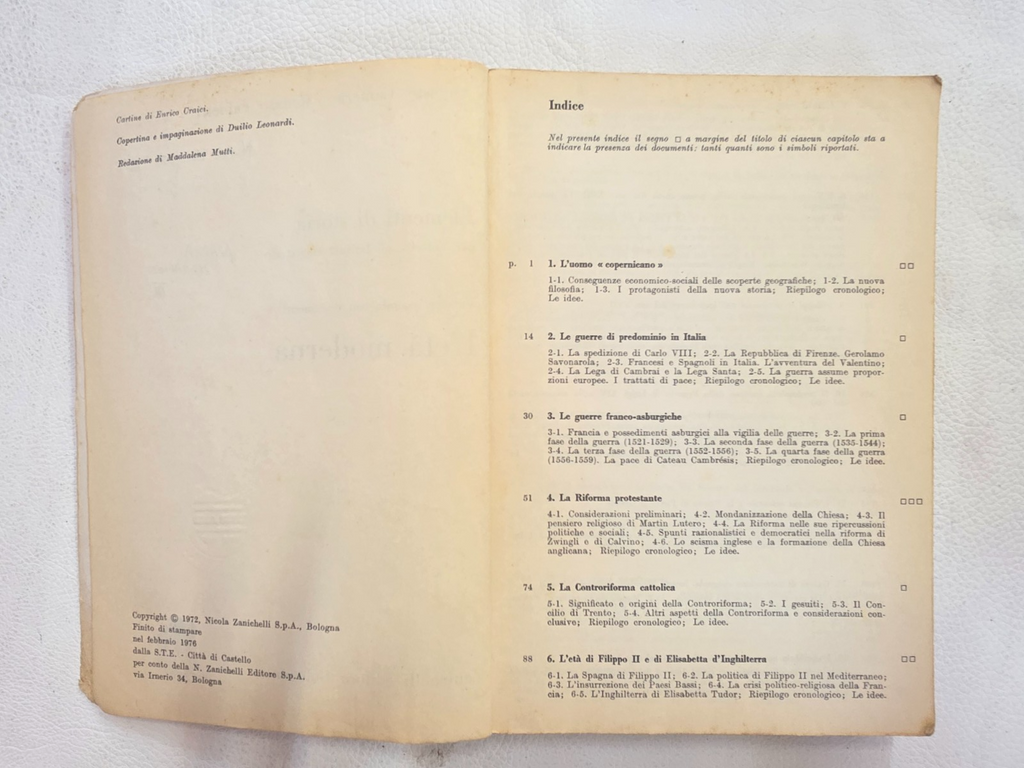 Cartine di Enrico Craici.
Copertina e impaginazione di Duilio Leonardi.
Redazione di Maddalena Mutti.
Copyright © 1972, Nicola Zanichelli S.p.A., Bologna
Finito di stampare
nel febbraio 1976
dalla S.T.E. - Città di Castello
per conto della N. Zanichelli Editore S.p.A.
via Irnerio 34, Bologna
Indice
Nel presente indice il segno □ a margine del titolo di ciascun capitolo sta a
indicare la presenza dei documenti: tanti quanti sono i simboli riportati.
p. 1 1. L'uomo « copernicano » □□
1-1. Conseguenze economico-sociali delle scoperte geografiche; 1-2. La nuova
filosofia; 1-3. I protagonisti della nuova storia; Riepilogo cronologico;
Le idee.
14 2. Le guerre di predominio in Italia □
2-1. La spedizione di Carlo VIII; 2-2. La Repubblica di Firenze. Gerolamo
Savonarola; 2-3. Francesi e Spagnoli in Italia. L'avventura del Valentino;
2-4. La Lega di Cambrai e la Lega Santa; 2-5. La guerra assume propor-
zioni europee. I trattati di pace; Riepilogo cronologico; Le idee.
30 3. Le guerre franco-asburgiche □
3-1. Francia e possedimenti asburgici alla vigilia delle guerre; 3-2. La prima
fase della guerra (1521-1529); 3-3. La seconda fase della guerra (1535-1544);
3-4. La terza fase della guerra (1552-1556); 3-5. La quarta fase della guerra
(1556-1559). La pace di Cateau Cambrésis; Riepilogo cronologico; Le idee.
51 4. La Riforma protestante □□□
4-1. Considerazioni preliminari; 4-2. Mondanizzazione della Chiesa; 4-3. Il
pensiero religioso di Martin Lutero; 4-4. La Riforma nelle sue ripercussioni
politiche e sociali; 4-5. Spunti razionalistici e democratici nella riforma di
Zwingli e di Calvino; 4-6. Lo scisma inglese e la formazione della Chiesa
anglicana; Riepilogo cronologico; Le idee.
74 5. La Controriforma cattolica □
5-1. Significato e origini della Controriforma; 5-2. I gesuiti; 5-3. Il Con-
cilio di Trento; 5-4. Altri aspetti della Controriforma e considerazioni con-
clusive; Riepilogo cronologico; Le idee.
88 6. L'età di Filippo II e di Elisabetta d'Inghilterra □□
6-1. La Spagna di Filippo II; 6-2. La politica di Filippo II nel Mediterraneo;
6-3. L'insurrezione dei Paesi Bassi; 6-4. La crisi politico-religiosa della Fran-
cia; 6-5. L'Inghilterra di Elisabetta Tudor; Riepilogo cronologico; Le idee.